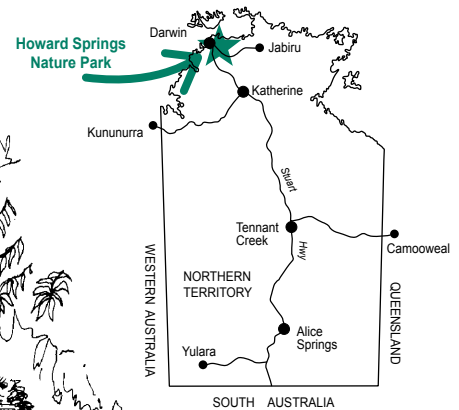 Howard Springs
Nature Park
Darwin
Jabiru
Katherine
Kununurra
Stuart
Tennant
Creek
Hwy
Camooweal
WESTERN AUSTRALIA
NORTHERN
TERRITORY
QUEENSLAND
Alice
Springs
Yulara
SOUTH AUSTRALIA